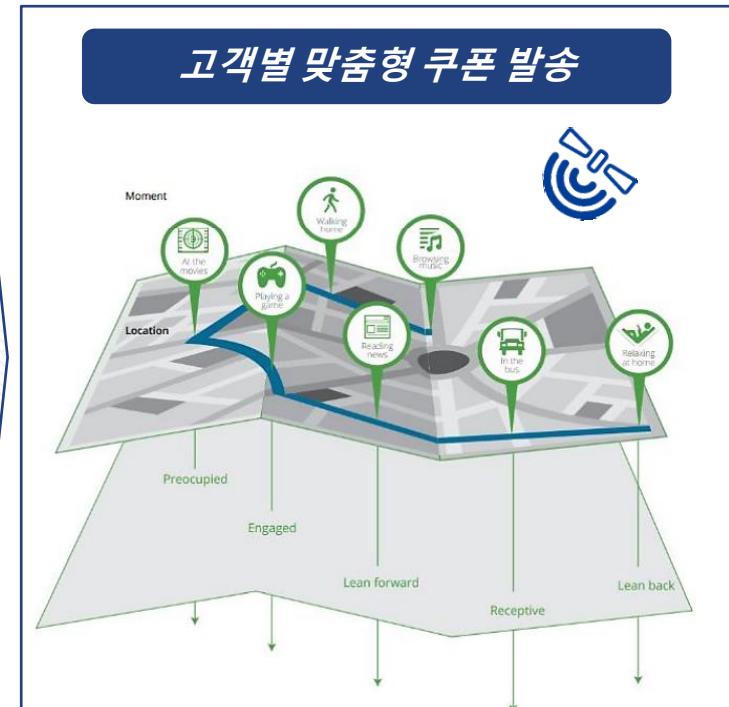 고객별 맞춤형 쿠폰 발송
Moment
Walking
home
At the
movies
Browsing
music
Playing a
game
Location
Reading
news
In the
bus
Relaxing
at home
Preocupied
Engaged
Lean forward
Receptive
Lean back